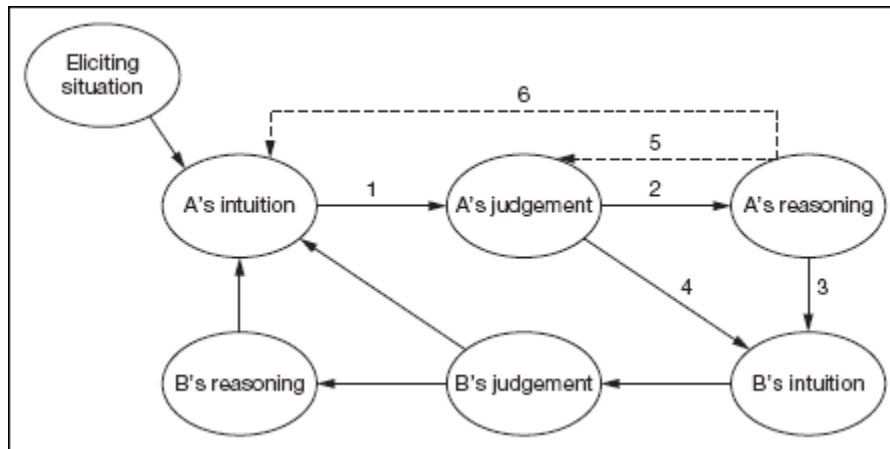 Eliciting
situation
6
5
A's intuition
1
A's judgement
2
A's reasoning
4
3
B's reasoning
B's judgement
B's intuition